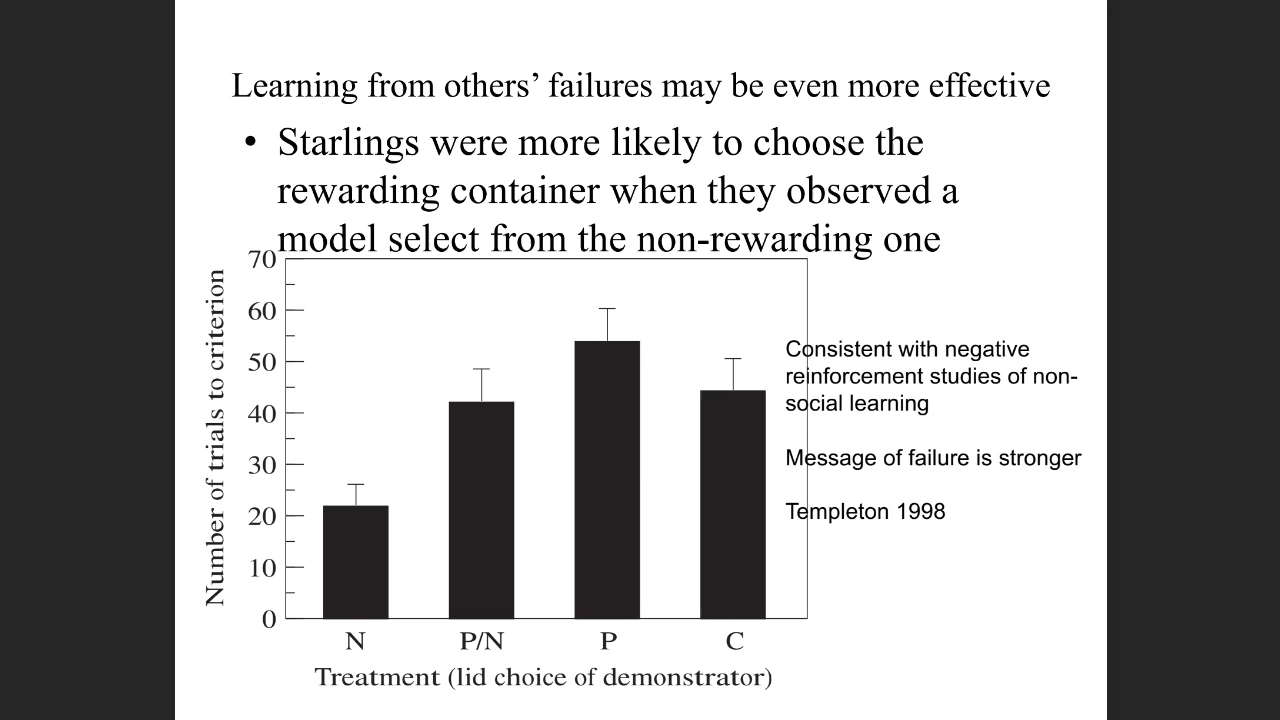 Learning from others’ failures may be even more effective
• Starlings were more likely to choose the
rewarding container when they observed a
model select from the non-rewarding one
Number of trials to criterion
70
60
50
40
30
20
10
0
N P/N P C
Treatment (lid choice of demonstrator)
Consistent with negative
reinforcement studies of non-
social learning
Message of failure is stronger
Templeton 1998